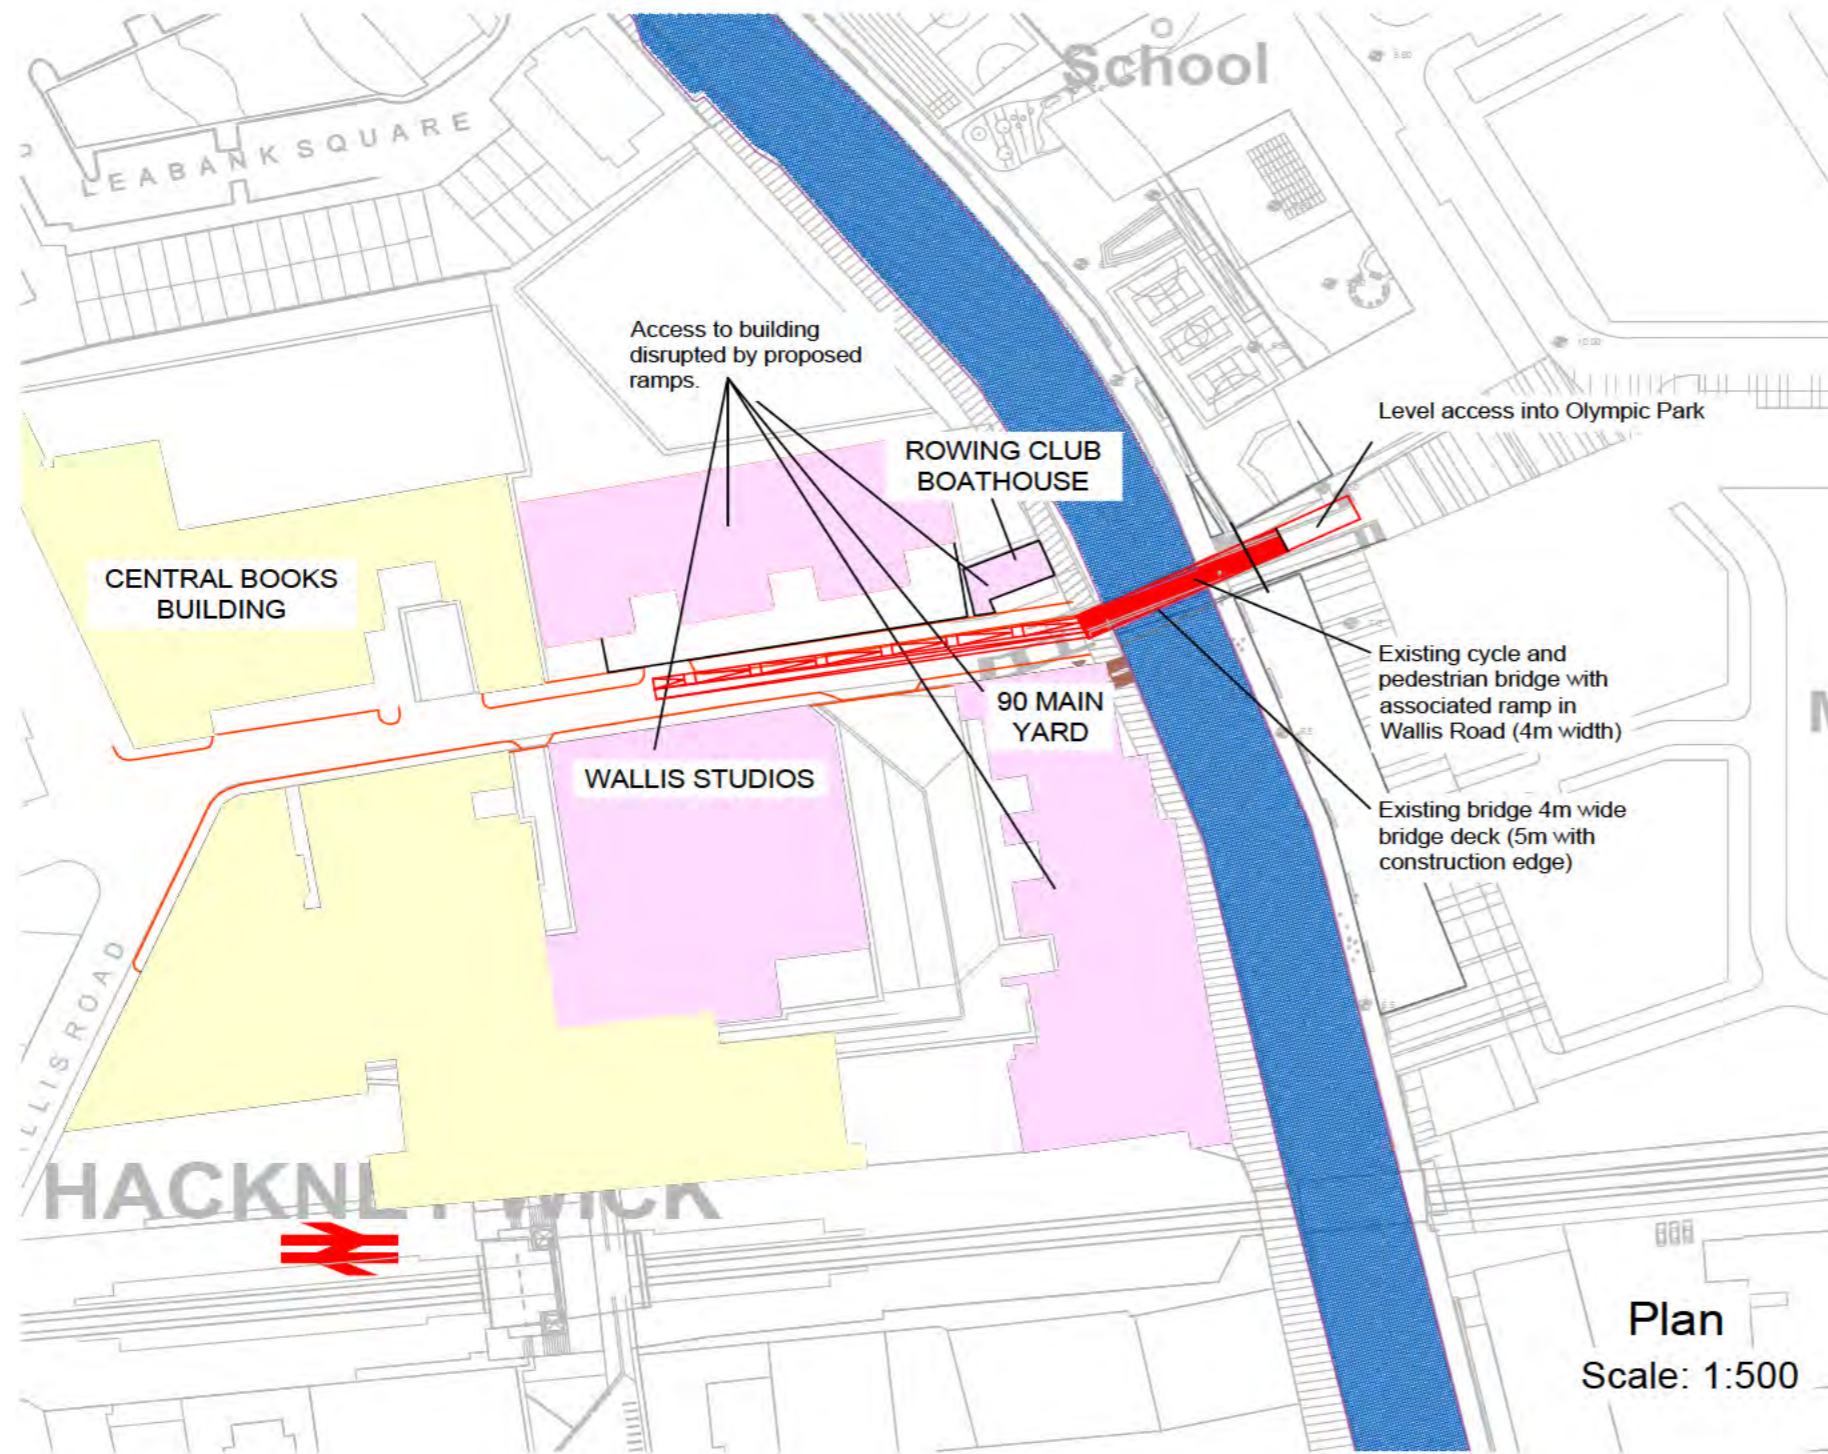 School
LEABANK SQUARE
Access to building
disrupted by proposed
ramps.
Level access into Olympic Park
ROWING CLUB
BOATHOUSE
CENTRAL BOOKS
BUILDING
Existing cycle and
pedestrian bridge with
associated ramp in
Wallis Road (4m width)
90 MAIN
YARD
WALLIS STUDIOS
Existing bridge 4m wide
bridge deck (5m with
construction edge)
LLIS ROAD
HACKNEY WICK
Plan
Scale: 1:500